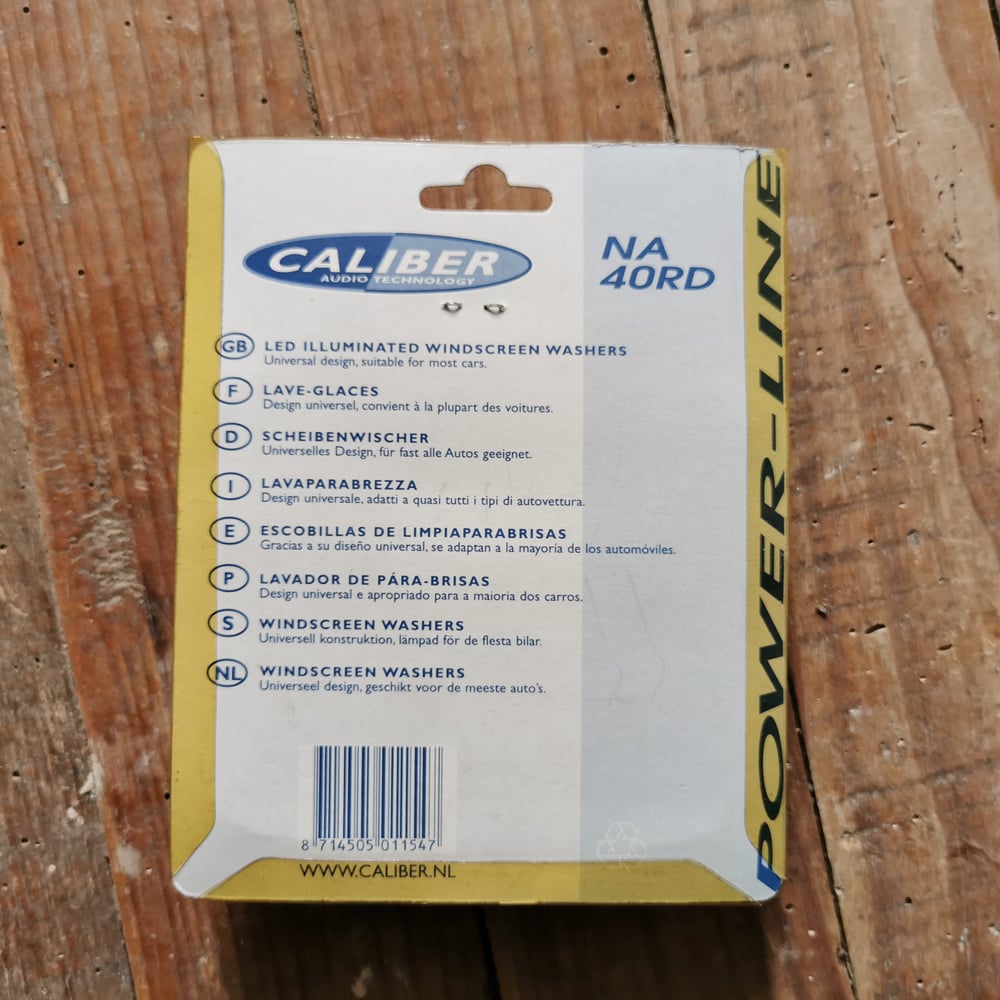 CALIBER
AUDIO TECHNOLOGY
NA
40RD
GB LED ILLUMINATED WINDSCREEN WASHERS
Universal design, suitable for most cars.
F LAVE-GLACES
Design universel, convient à la plupart des voitures.
D SCHEIBENWISCHER
Universelles Design, für fast alle Autos geeignet.
I LAVAPARABREZZA
Design universale, adatti a quasi tutti i tipi di autovettura.
E ESCOBILLAS DE LIMPIAPARABRISAS
Gracias a su diseño universal, se adaptan a la mayoría de los automóviles.
P LAVADOR DE PÁRA-BRISAS
Design universal e apropriado para a maioria dos carros.
S WINDSCREEN WASHERS
Universell konstruktion, lämpad för de flesta bilar.
NL WINDSCREEN WASHERS
Universeel design, geschikt voor de meeste auto's.
8 714505 011547
WWW.CALIBER.NL
POWER-LINE